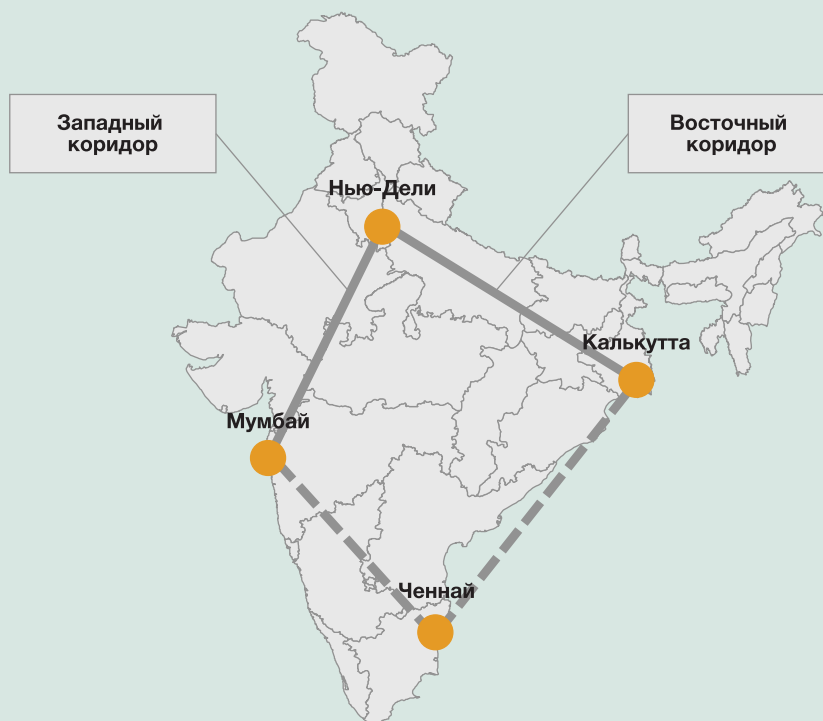 Западный
коридор
Восточный
коридор
Нью-Дели
Калькутта
Мумбай
Ченнай